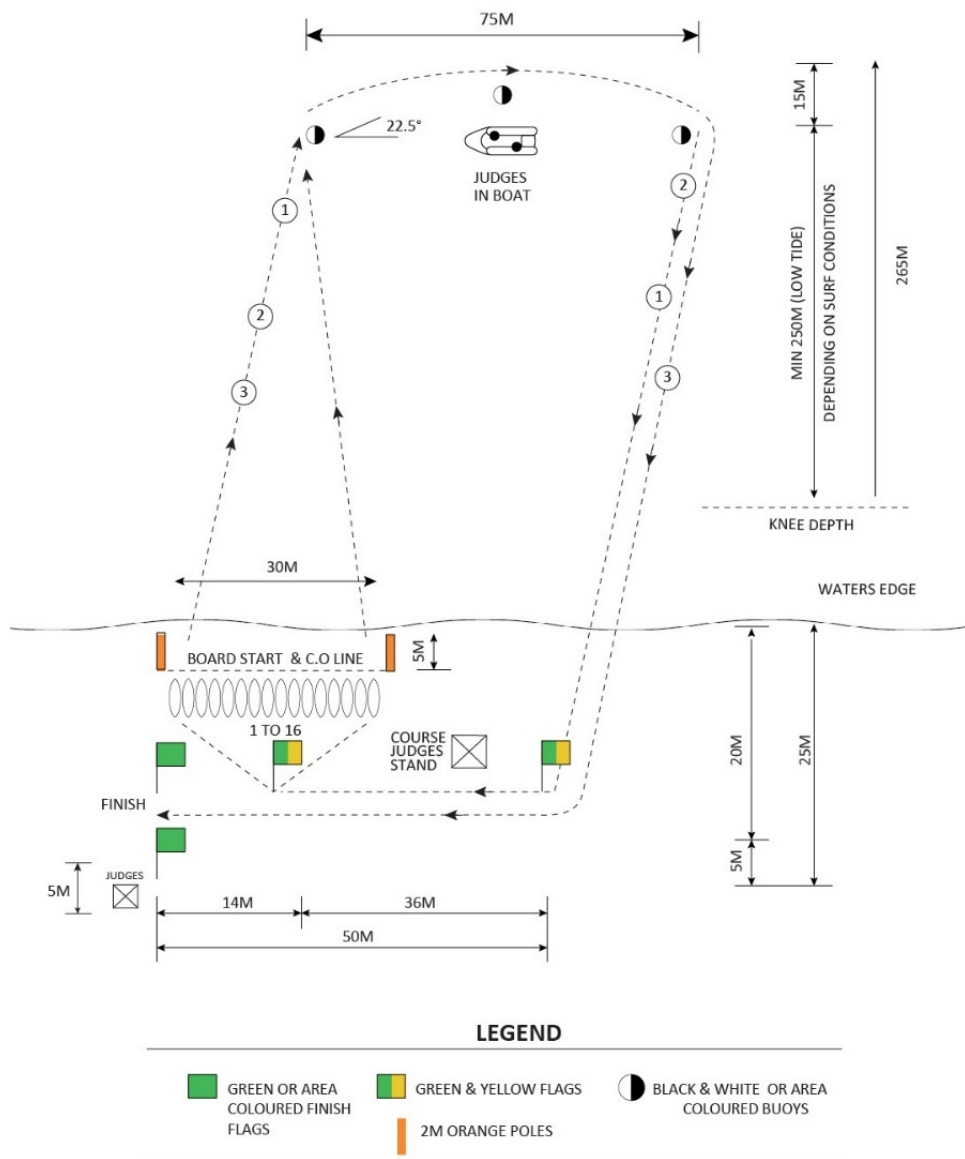 75M
15M
22.5°
JUDGES
IN BOAT
1
2
2
1
3
3
MIN 250M (LOW TIDE)
DEPENDING ON SURF CONDITIONS
265M
KNEE DEPTH
30M
WATERS EDGE
BOARD START & C.O LINE
5M
1 TO 16
COURSE
JUDGES
STAND
20M
25M
FINISH
5M
JUDGES
5M
14M
36M
50M
LEGEND
GREEN OR AREA
COLOURED FINISH
FLAGS
GREEN & YELLOW FLAGS
2M ORANGE POLES
BLACK & WHITE OR AREA
COLOURED BUOYS